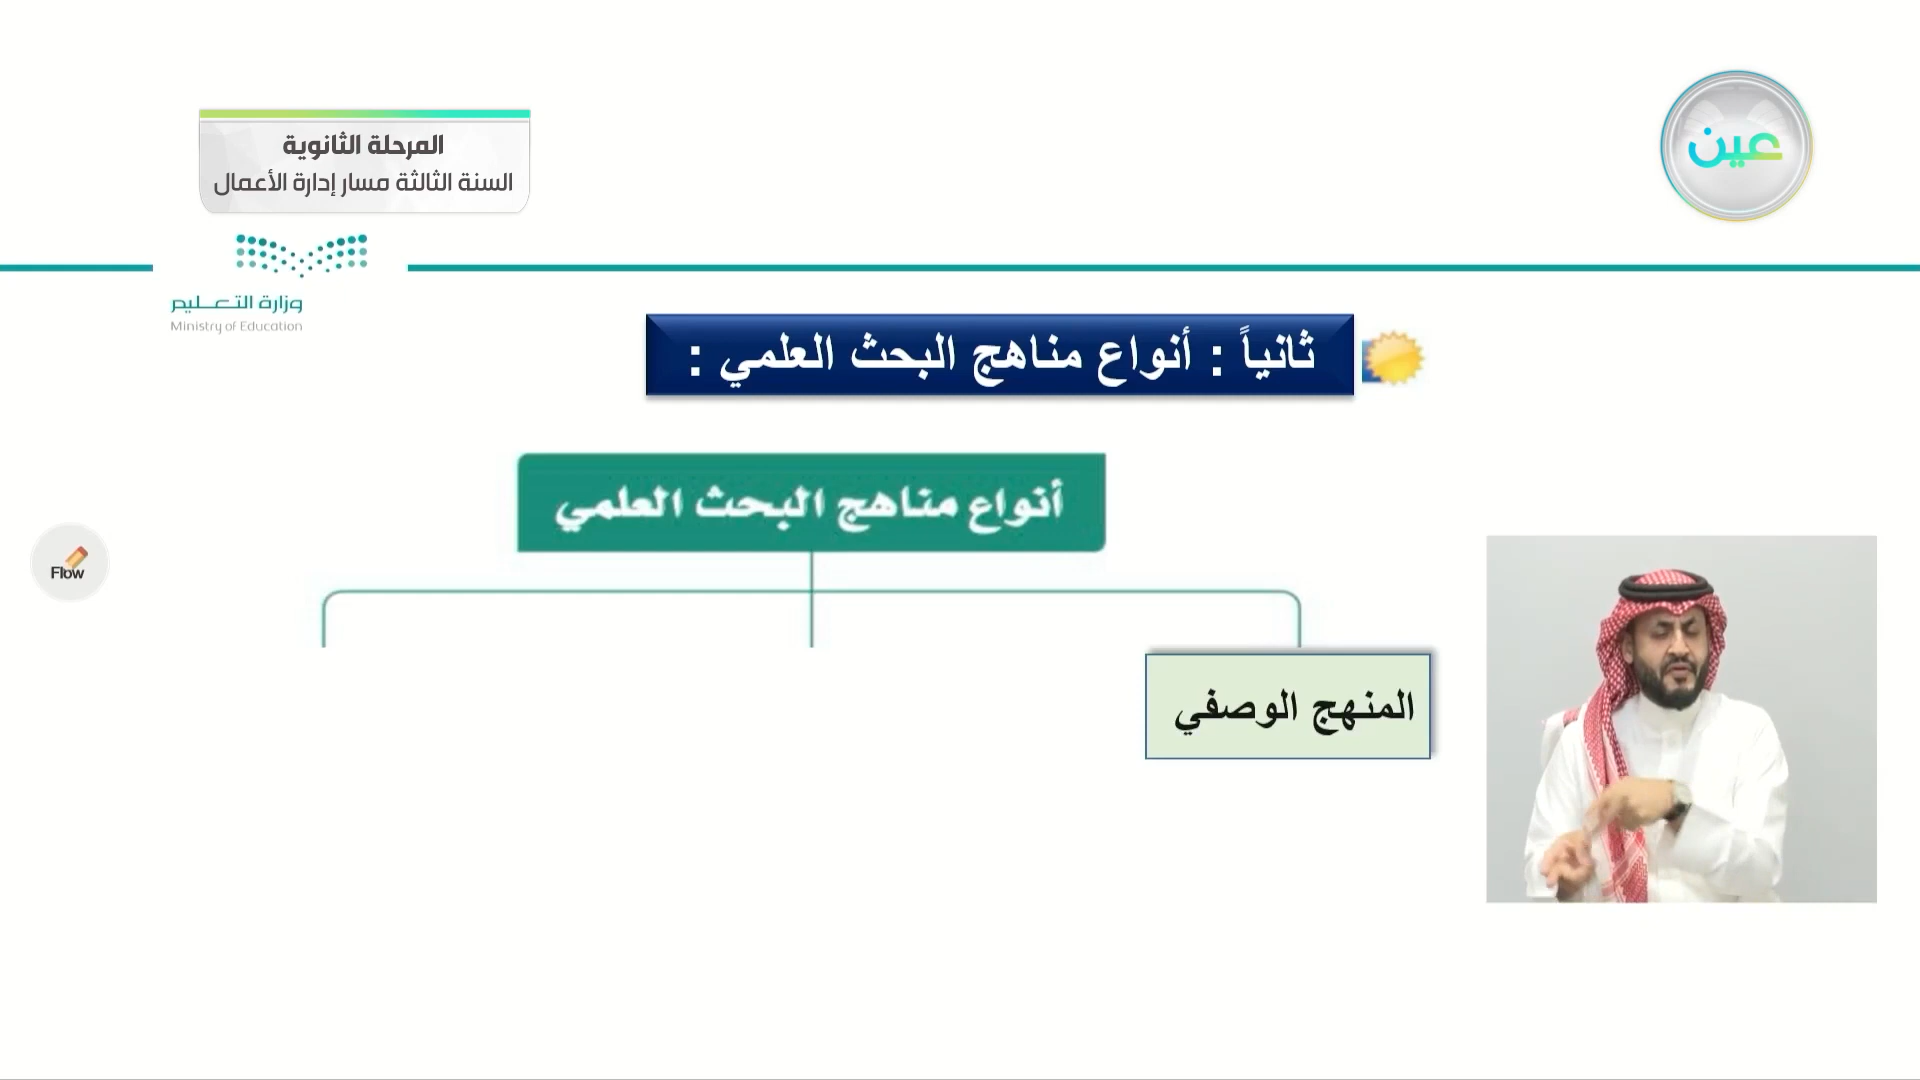 عين
المرحلة الثانوية
السنة الثالثة مسار إدارة الأعمال
وزارة التعليم
Ministry of Education
ثانياً : أنواع مناهج البحث العلمي :
أنواع مناهج البحث العلمي
المنهج الوصفي
Flow